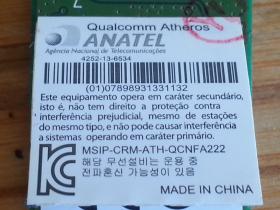 Qualcomm Atheros
ANATEL
Agência Nacional de Telecomunicações
4252-13-6534
(01)07898931331132
Este equipamento opera em caráter secundário,
isto é, não tem direito a proteção contra
interferência prejudicial, mesmo de estações
do mesmo tipo, e não pode causar interferência
a sistemas operando em caráter primário.
MSIP-CRM-ATH-QCNFA222
해당 무선설비는 운용 중
전파혼신 가능성이 있음
MADE IN CHINA